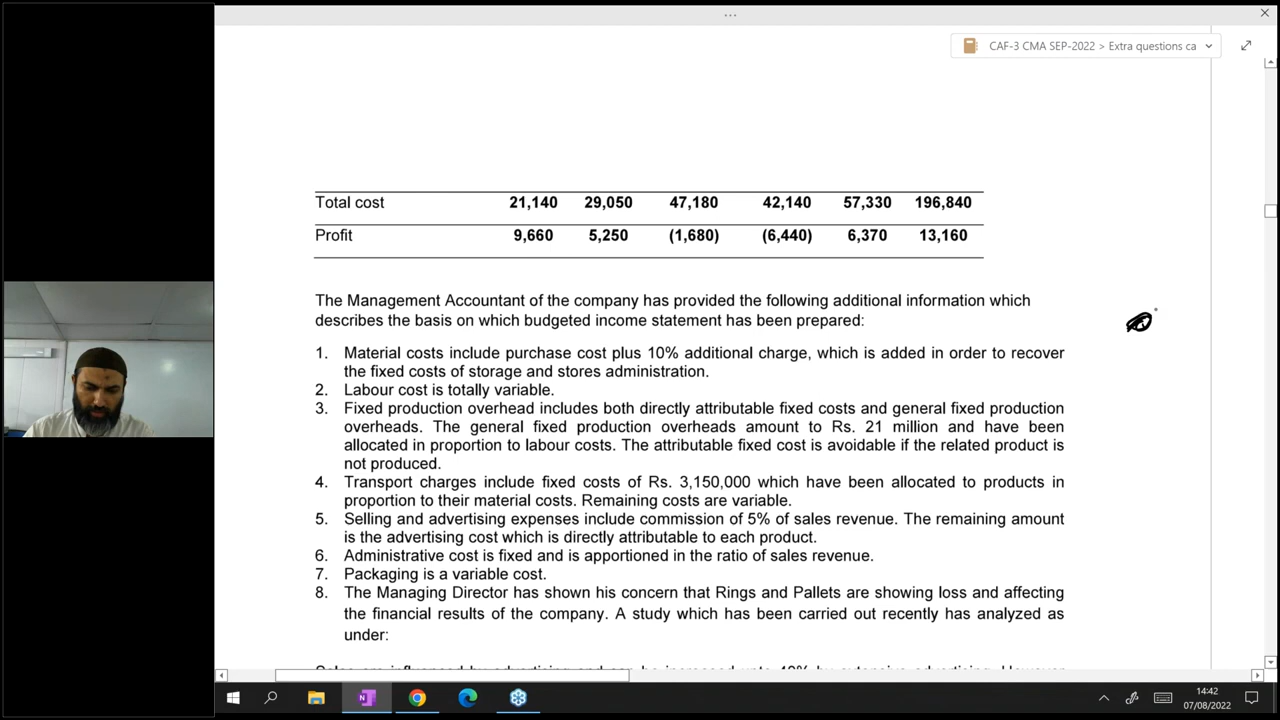 CAF-3 CMA SEP-2022 > Extra questions ca
Total cost 21,140 29,050 47,180 42,140 57,330 196,840
Profit 9,660 5,250 (1,680) (6,440) 6,370 13,160
The Management Accountant of the company has provided the following additional information which
describes the basis on which budgeted income statement has been prepared:
1. Material costs include purchase cost plus 10% additional charge, which is added in order to recover
the fixed costs of storage and stores administration.
2. Labour cost is totally variable.
3. Fixed production overhead includes both directly attributable fixed costs and general fixed production
overheads. The general fixed production overheads amount to Rs. 21 million and have been
allocated in proportion to labour costs. The attributable fixed cost is avoidable if the related product is
not produced.
4. Transport charges include fixed costs of Rs. 3,150,000 which have been allocated to products in
proportion to their material costs. Remaining costs are variable.
5. Selling and advertising expenses include commission of 5% of sales revenue. The remaining amount
is the advertising cost which is directly attributable to each product.
6. Administrative cost is fixed and is apportioned in the ratio of sales revenue.
7. Packaging is a variable cost.
8. The Managing Director has shown his concern that Rings and Pallets are showing loss and affecting
the financial results of the company. A study which has been carried out recently has analyzed as
under:
14:42
07/08/2022